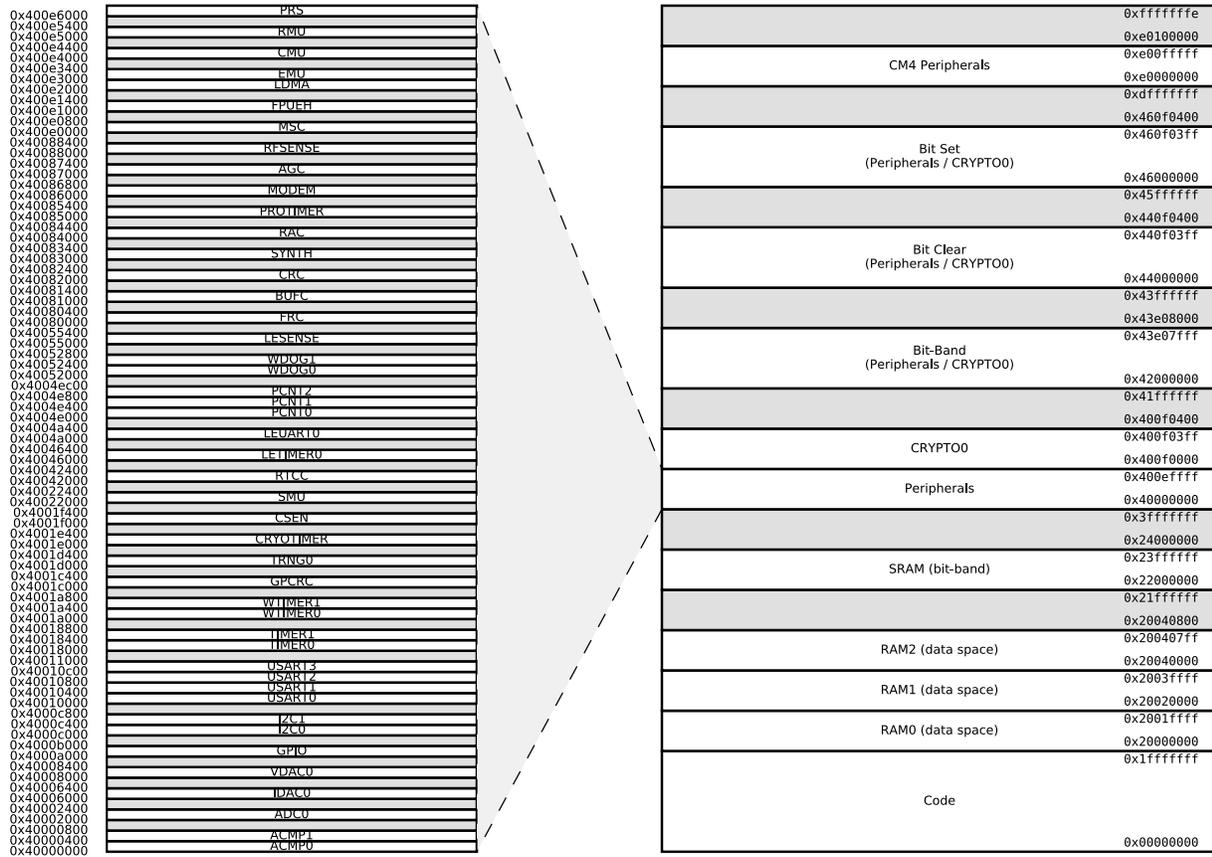 0x400e6000
0x400e5400
0x400e5000
0x400e4400
0x400e4000
0x400e3400
0x400e3000
0x400e2000
0x400e1400
0x400e1000
0x400e0800
0x400e0000
0x40088400
0x40088000
0x40087400
0x40087000
0x40086800
0x40086000
0x40085400
0x40085000
0x40084400
0x40084000
0x40083400
0x40083000
0x40082400
0x40082000
0x40081400
0x40081000
0x40080400
0x40080000
0x40055400
0x40055000
0x40052800
0x40052400
0x40052000
0x4004ec00
0x4004e800
0x4004e400
0x4004e000
0x4004a400
0x4004a000
0x40046400
0x40046000
0x40042400
0x40042000
0x40022400
0x40022000
0x4001f400
0x4001f000
0x4001e400
0x4001e000
0x4001d400
0x4001d000
0x4001c400
0x4001c000
0x4001a800
0x4001a400
0x4001a000
0x40018800
0x40018400
0x40018000
0x40011000
0x40010c00
0x40010800
0x40010400
0x40010000
0x4000c800
0x4000c400
0x4000c000
0x4000b000
0x4000a000
0x40008400
0x40008000
0x40006400
0x40006000
0x40002400
0x40002000
0x40000800
0x40000400
0x40000000
PRS
RMU
CMU
EMU
LDMA
FPUEH
MSC
RFSENSE
AGC
MODEM
PROTIMER
RAC
SYNTH
CRC
BUFC
FRC
LESENSE
WDOG1
WDOG0
PCNT2
PCNT1
PCNT0
LEUART0
LETIMER0
RTCC
SMU
CSEN
CRYOTIMER
TRNG0
GPCRC
WTIMER1
WTIMER0
TIMER1
TIMER0
USART3
USART2
USART1
USART0
I2C1
I2C0
GPIO
VDAC0
IDAC0
ADC0
ACMP1
ACMP0
0xfffffffe
0xe0100000
0xe00fffff
CM4 Peripherals
0xe0000000
0xdfffffff
0x460f0400
0x460f03ff
Bit Set
(Peripherals / CRYPTO0)
0x46000000
0x45ffffff
0x440f0400
0x440f03ff
Bit Clear
(Peripherals / CRYPTO0)
0x44000000
0x43ffffff
0x43e08000
0x43e07fff
Bit-Band
(Peripherals / CRYPTO0)
0x42000000
0x41ffffff
0x400f0400
0x400f03ff
CRYPTO0
0x400f0000
0x400effff
Peripherals
0x40000000
0x3fffffff
0x24000000
0x23ffffff
SRAM (bit-band)
0x22000000
0x21ffffff
0x20040800
0x200407ff
RAM2 (data space)
0x20040000
0x2003ffff
RAM1 (data space)
0x20020000
0x2001ffff
RAM0 (data space)
0x20000000
0x1fffffff
Code
0x00000000